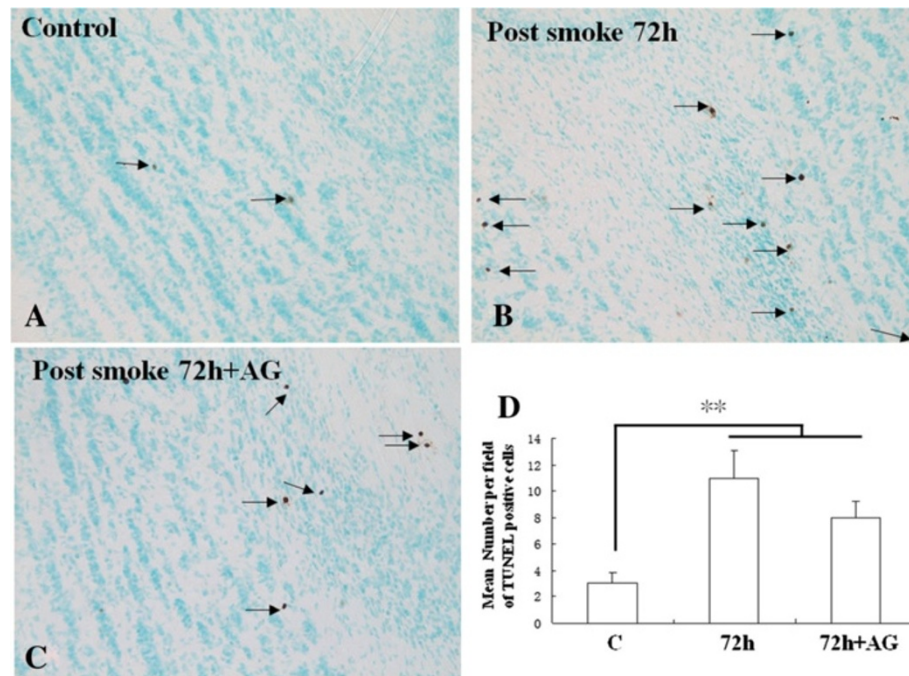 Control
A
Post smoke 72h
B
Post smoke 72h+AG
C
D
**
Mean Number per field
of TUNEL positive cells
14
12
10
8
6
4
2
0
C
72h
72h+AG